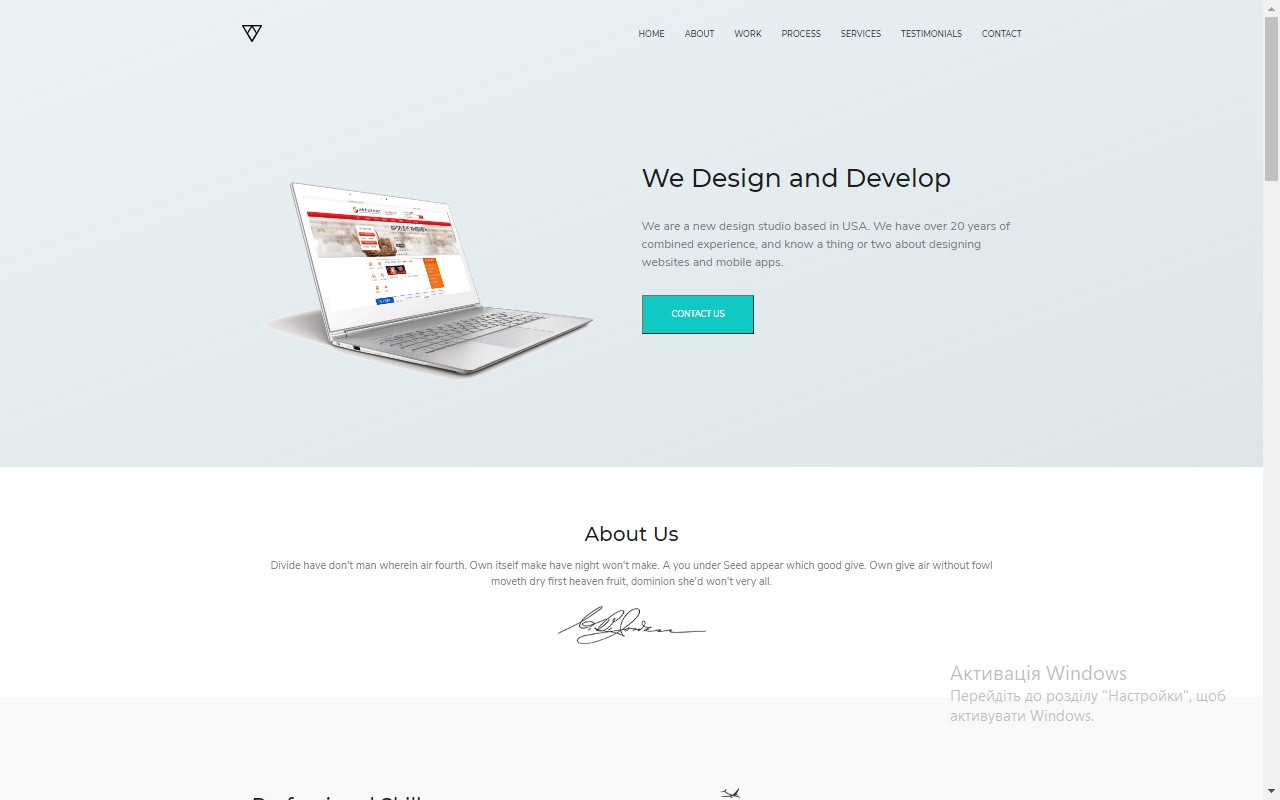 HOME ABOUT WORK PROCESS SERVICES TESTIMONIALS CONTACT
We Design and Develop
We are a new design studio based in USA. We have over 20 years of
combined experience, and know a thing or two about designing
websites and mobile apps.
CONTACT US
About Us
Divide have don't man wherein air fourth. Own itself make have night won't make. A you under Seed appear which good give. Own give air without fowl
moveth dry first heaven fruit, dominion she'd won't very all.
Активація Windows
Перейдіть до розділу "Настройки", щоб
активувати Windows.